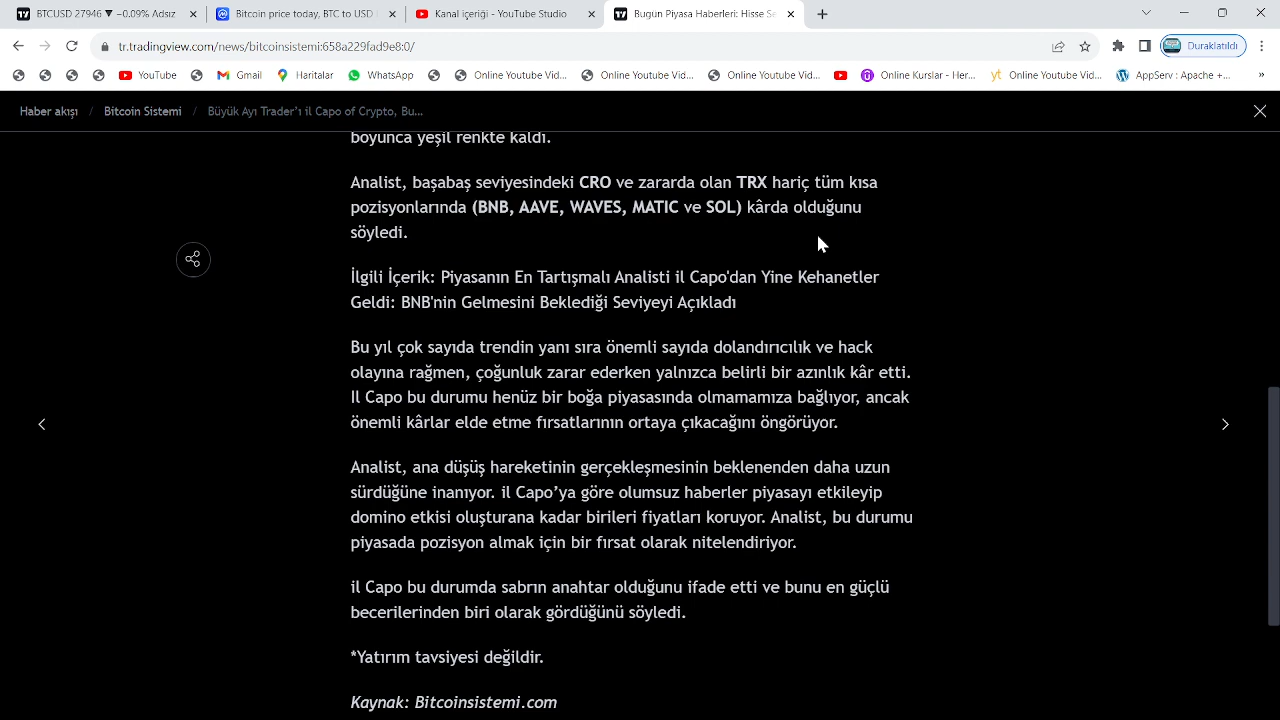 BTCUSD 27946 ▼ −0.09% Adsız
Bitcoin price today, BTC to USD
Kanal içeriği - YouTube Studio
Bugün Piyasa Haberleri: Hisse Se
tr.tradingview.com/news/bitcoinsistemi:658a229fad9e8:0/
Duraklatıldı
YouTube
Gmail
Haritalar
WhatsApp
Online Youtube Vid...
Online Youtube Vid...
Online Youtube Vid...
Online Kurslar - Her...
Online Youtube Vid...
AppServ : Apache +...
Haber akışı / Bitcoin Sistemi / Büyük Ayı Trader’ı il Capo of Crypto, Bu...
boyunca yeşil renkte kaldı.
Analist, başabaş seviyesindeki CRO ve zararda olan TRX hariç tüm kısa
pozisyonlarında (BNB, AAVE, WAVES, MATIC ve SOL) kârda olduğunu
söyledi.
İlgili İçerik: Piyasanın En Tartışmalı Analisti il Capo'dan Yine Kehanetler
Geldi: BNB'nin Gelmesini Beklediği Seviyeyi Açıkladı
Bu yıl çok sayıda trendin yanı sıra önemli sayıda dolandırıcılık ve hack
olayına rağmen, çoğunluk zarar ederken yalnızca belirli bir azınlık kâr etti.
Il Capo bu durumu henüz bir boğa piyasasında olmamamıza bağlıyor, ancak
önemli kârlar elde etme fırsatlarının ortaya çıkacağını öngörüyor.
Analist, ana düşüş hareketinin gerçekleşmesinin beklenenden daha uzun
sürdüğüne inanıyor. il Capo’ya göre olumsuz haberler piyasayı etkileyip
domino etkisi oluşturana kadar birileri fiyatları koruyor. Analist, bu durumu
piyasada pozisyon almak için bir fırsat olarak nitelendiriyor.
il Capo bu durumda sabrın anahtar olduğunu ifade etti ve bunu en güçlü
becerilerinden biri olarak gördüğünü söyledi.
*Yatırım tavsiyesi değildir.
Kaynak: Bitcoinsistemi.com